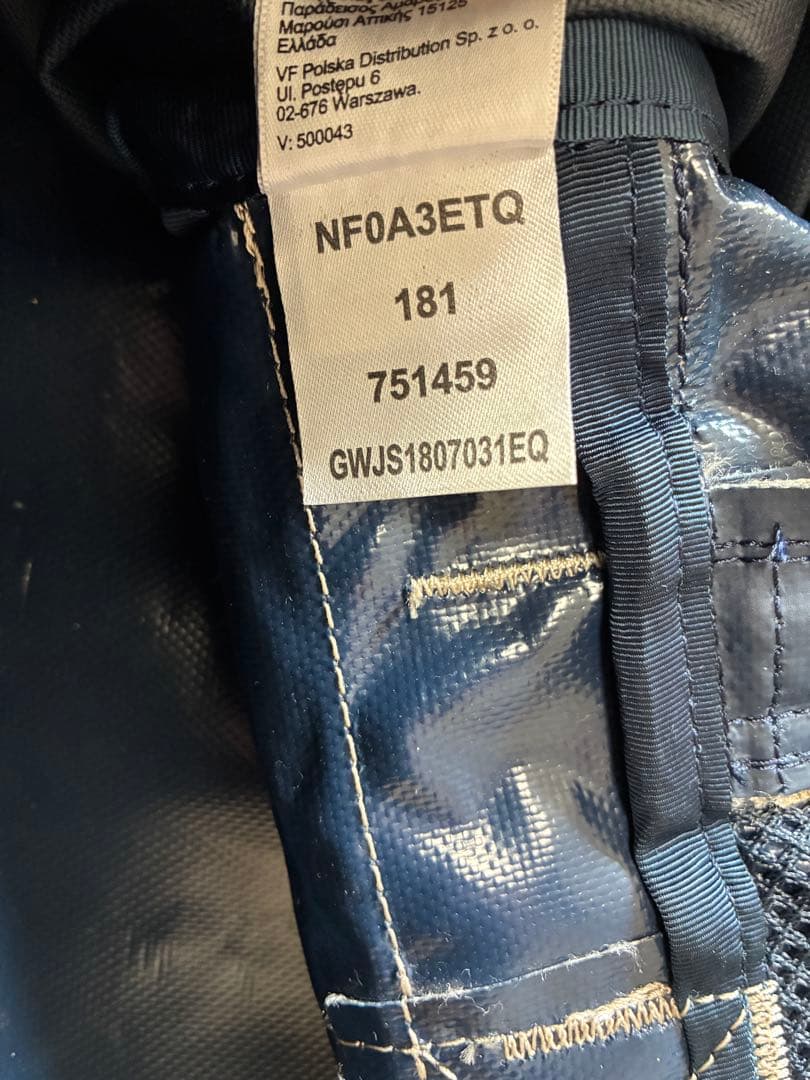 Παράδεισος
Μαρούσι Αττικής 15125
Ελλάδα
VF Polska Distribution Sp. z o. o.
Ul. Postępu 6
02-676 Warszawa.
V: 500043
NF0A3ETQ
181
751459
GWJS1807031EQ